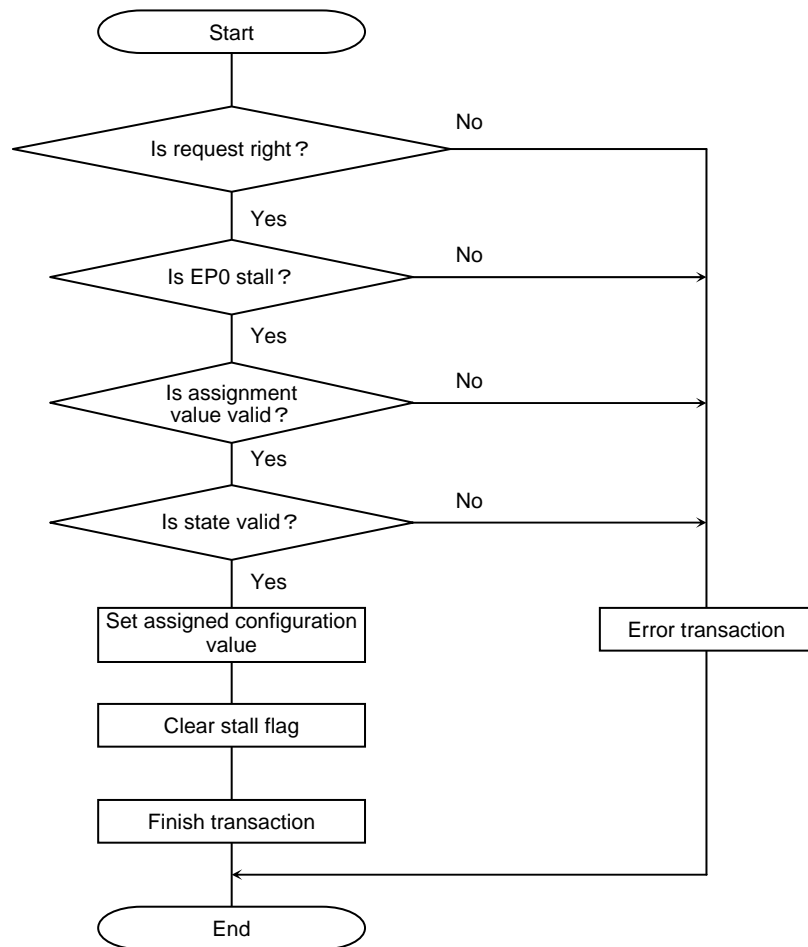 Start
Is request right?
No
Yes
Is EP0 stall?
No
Yes
Is assignment
value valid?
No
Yes
Is state valid?
No
Yes
Set assigned configuration
value
Error transaction
Clear stall flag
Finish transaction
End